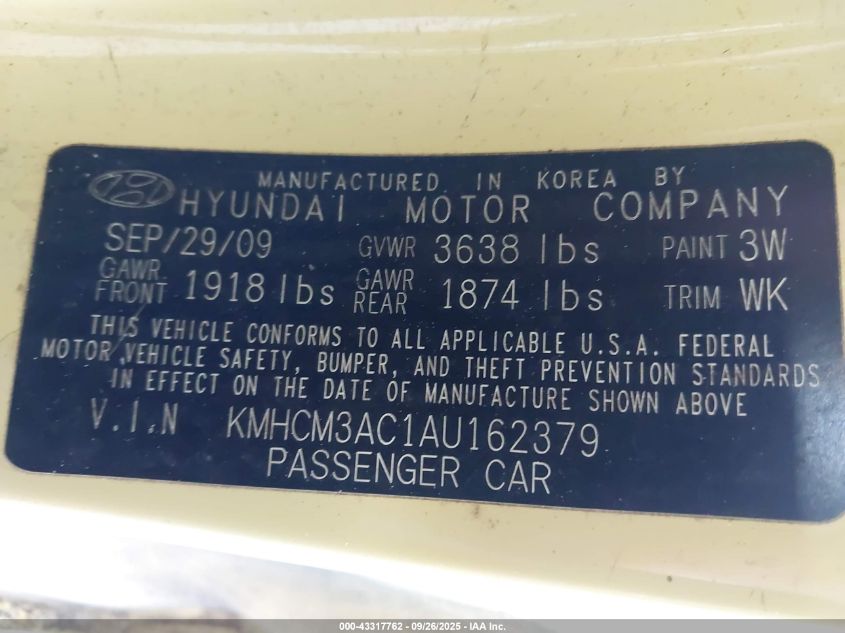 MANUFACTURED IN KOREA BY
HYUNDAI MOTOR COMPANY
SEP/29/09 GVWR 3638 lbs PAINT 3W
GAWR FRONT 1918 lbs GAWR REAR 1874 lbs TRIM WK
THIS VEHICLE CONFORMS TO ALL APPLICABLE U.S.A. FEDERAL
MOTOR VEHICLE SAFETY, BUMPER, AND THEFT PREVENTION STANDARDS
IN EFFECT ON THE DATE OF MANUFACTURE SHOWN ABOVE
V.I.N KMHCM3AC1AU162379
PASSENGER CAR
000-43317762 - 09/26/2025 - IAA Inc.